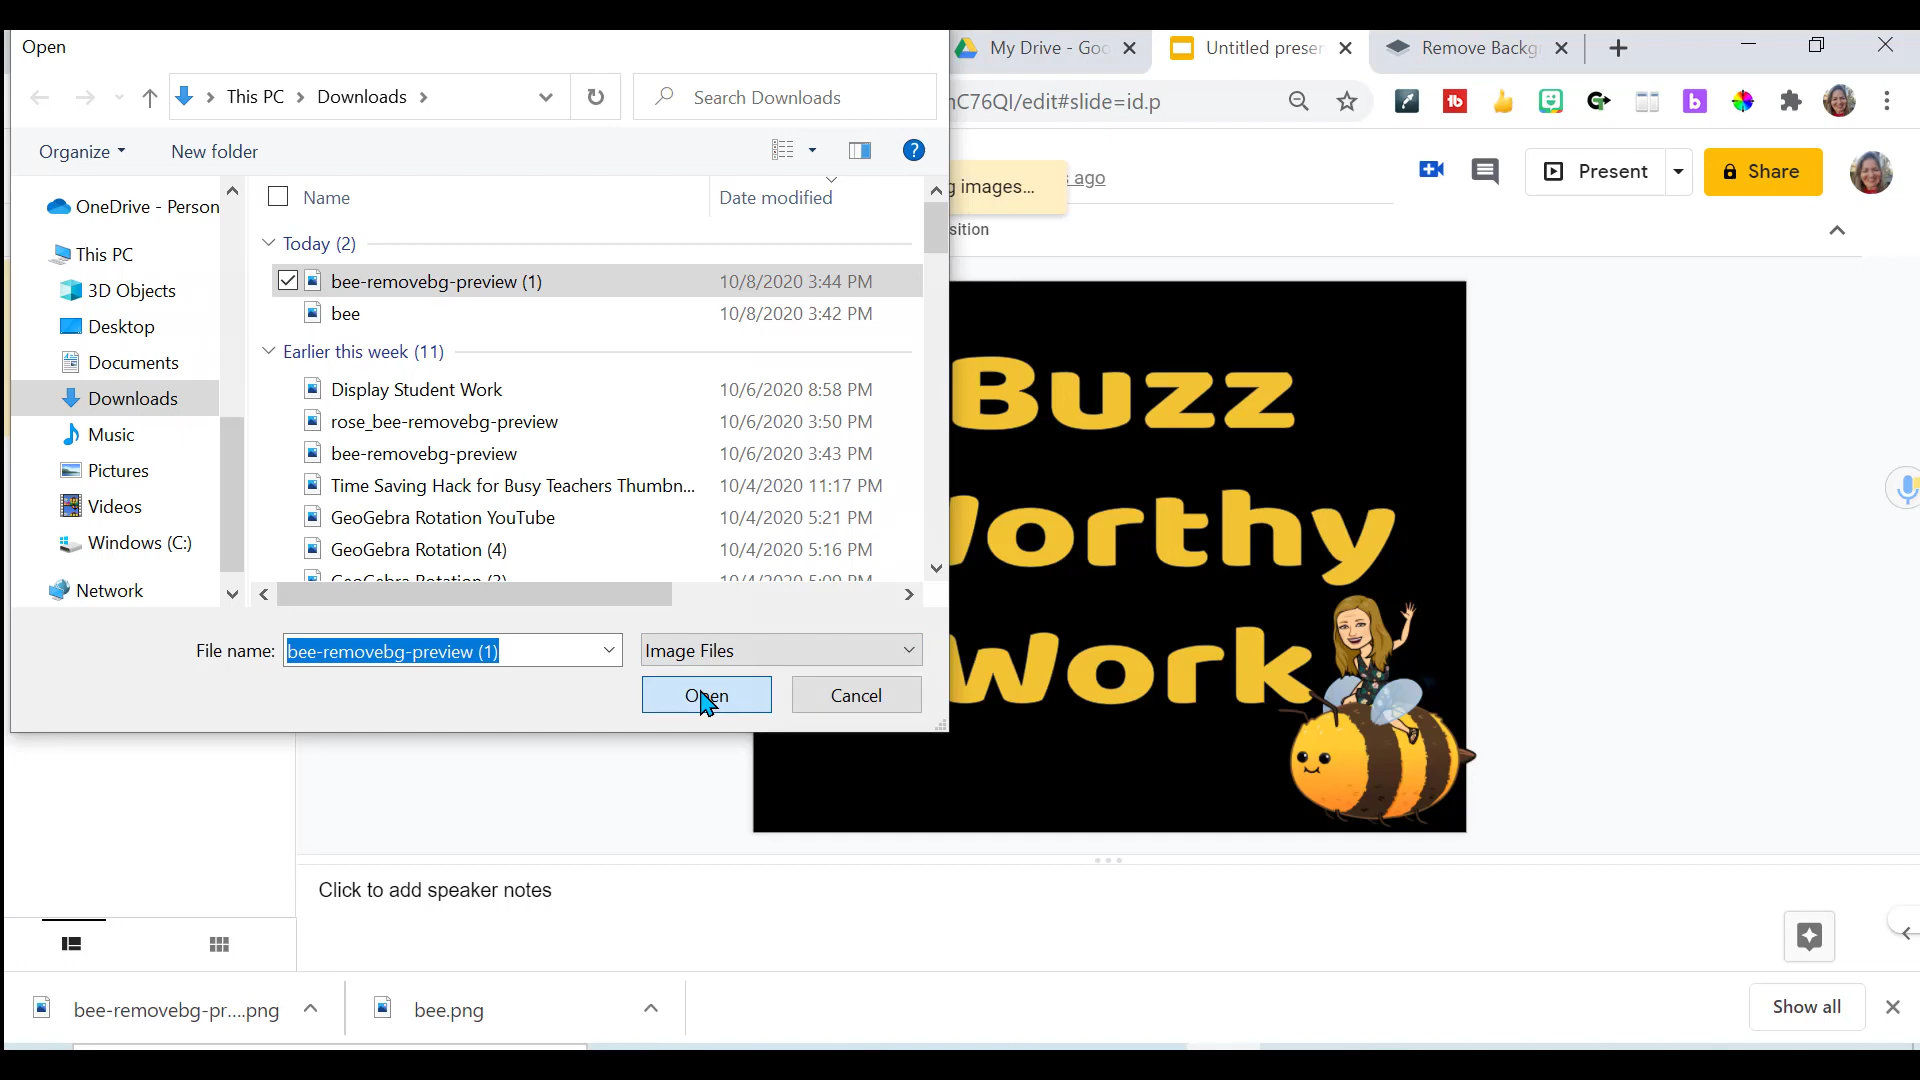 Open
My Drive - Goo
Untitled presen
Remove Backg
This PC
Downloads
Search Downloads
nC76QI/edit#slide=id.p
Organize
New folder
g images...
s ago
Present
Share
sition
OneDrive - Person
This PC
3D Objects
Desktop
Documents
Downloads
Music
Pictures
Videos
Windows (C:)
Network
Name
Date modified
Today (2)
bee-removebg-preview (1) 10/8/2020 3:44 PM
bee 10/8/2020 3:42 PM
Earlier this week (11)
Display Student Work 10/6/2020 8:58 PM
rose_bee-removebg-preview 10/6/2020 3:50 PM
bee-removebg-preview 10/6/2020 3:43 PM
Time Saving Hack for Busy Teachers Thumbn... 10/4/2020 11:17 PM
GeoGebra Rotation YouTube 10/4/2020 5:21 PM
GeoGebra Rotation (4) 10/4/2020 5:16 PM
File name: bee-removebg-preview (1)
Image Files
Open
Cancel
Buzz
Worthy
Work
Click to add speaker notes
bee-removebg-pr....png
bee.png
Show all